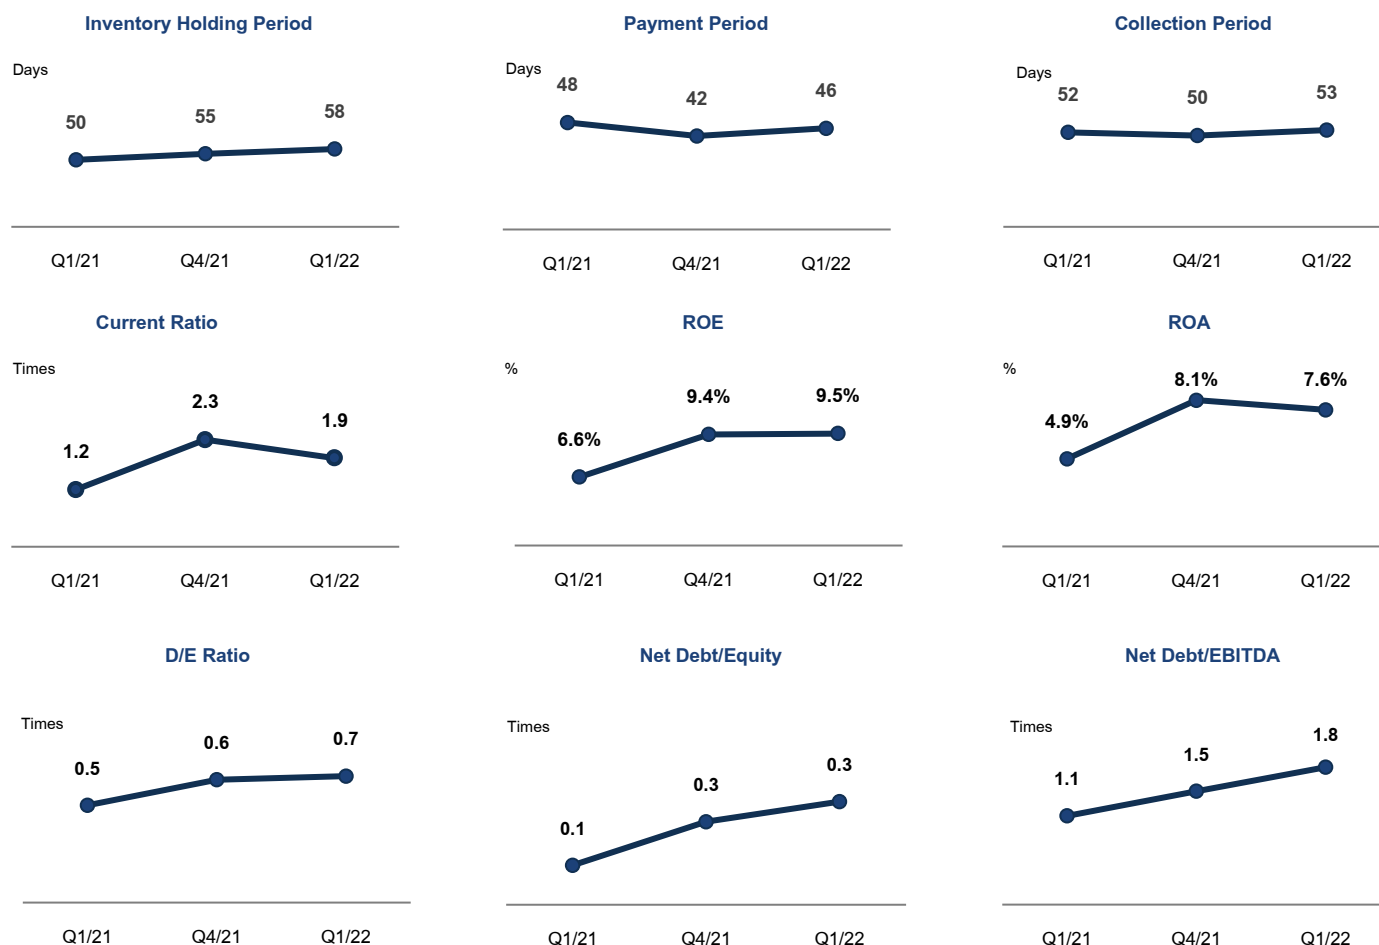 Inventory Holding Period
Days
50
55
58
Q1/21
Q4/21
Q1/22
Payment Period
Days
48
42
46
Q1/21
Q4/21
Q1/22
Collection Period
Days
52
50
53
Q1/21
Q4/21
Q1/22
Current Ratio
Times
1.2
2.3
1.9
Q1/21
Q4/21
Q1/22
ROE
%
6.6%
9.4%
9.5%
Q1/21
Q4/21
Q1/22
ROA
%
4.9%
8.1%
7.6%
Q1/21
Q4/21
Q1/22
D/E Ratio
Times
0.5
0.6
0.7
Q1/21
Q4/21
Q1/22
Net Debt/Equity
Times
0.1
0.3
0.3
Q1/21
Q4/21
Q1/22
Net Debt/EBITDA
Times
1.1
1.5
1.8
Q1/21
Q4/21
Q1/22